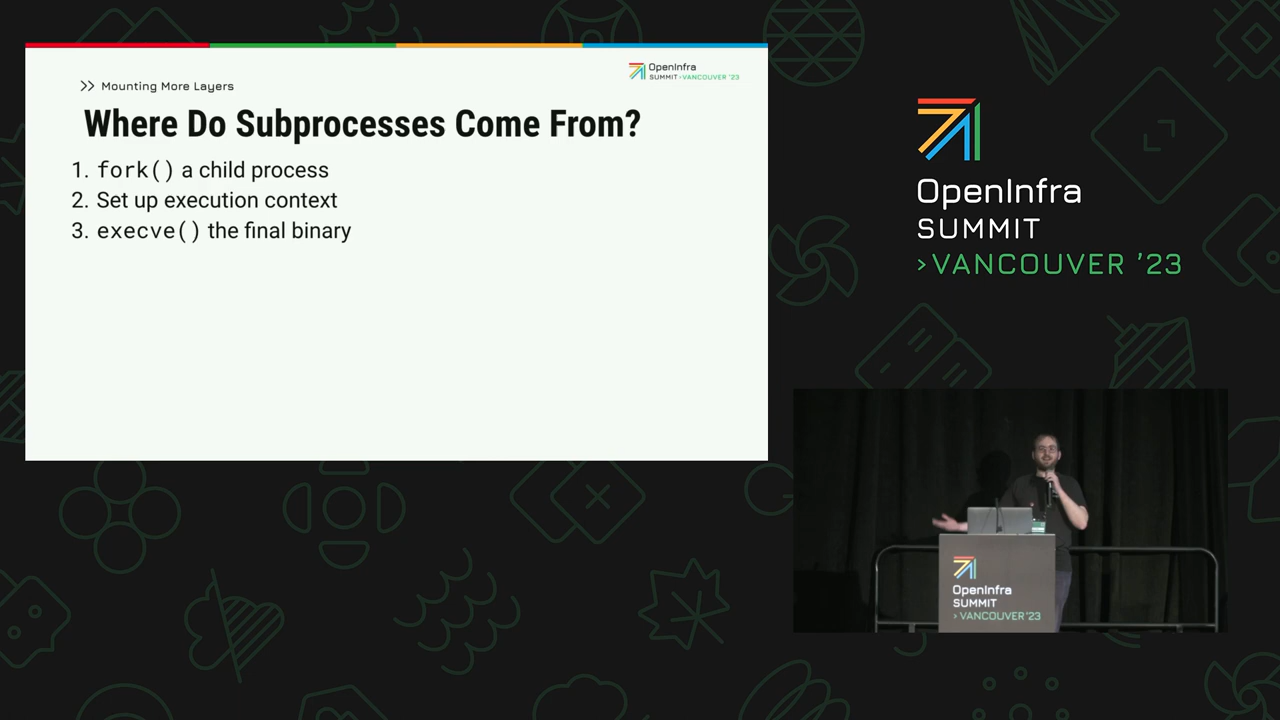 >> Mounting More Layers
OpenInfra
SUMMIT >VANCOUVER '23
Where Do Subprocesses Come From?
1. fork() a child process
2. Set up execution context
3. execve() the final binary
OpenInfra
SUMMIT
>VANCOUVER '23
OpenInfra
SUMMIT
>VANCOUVER '23